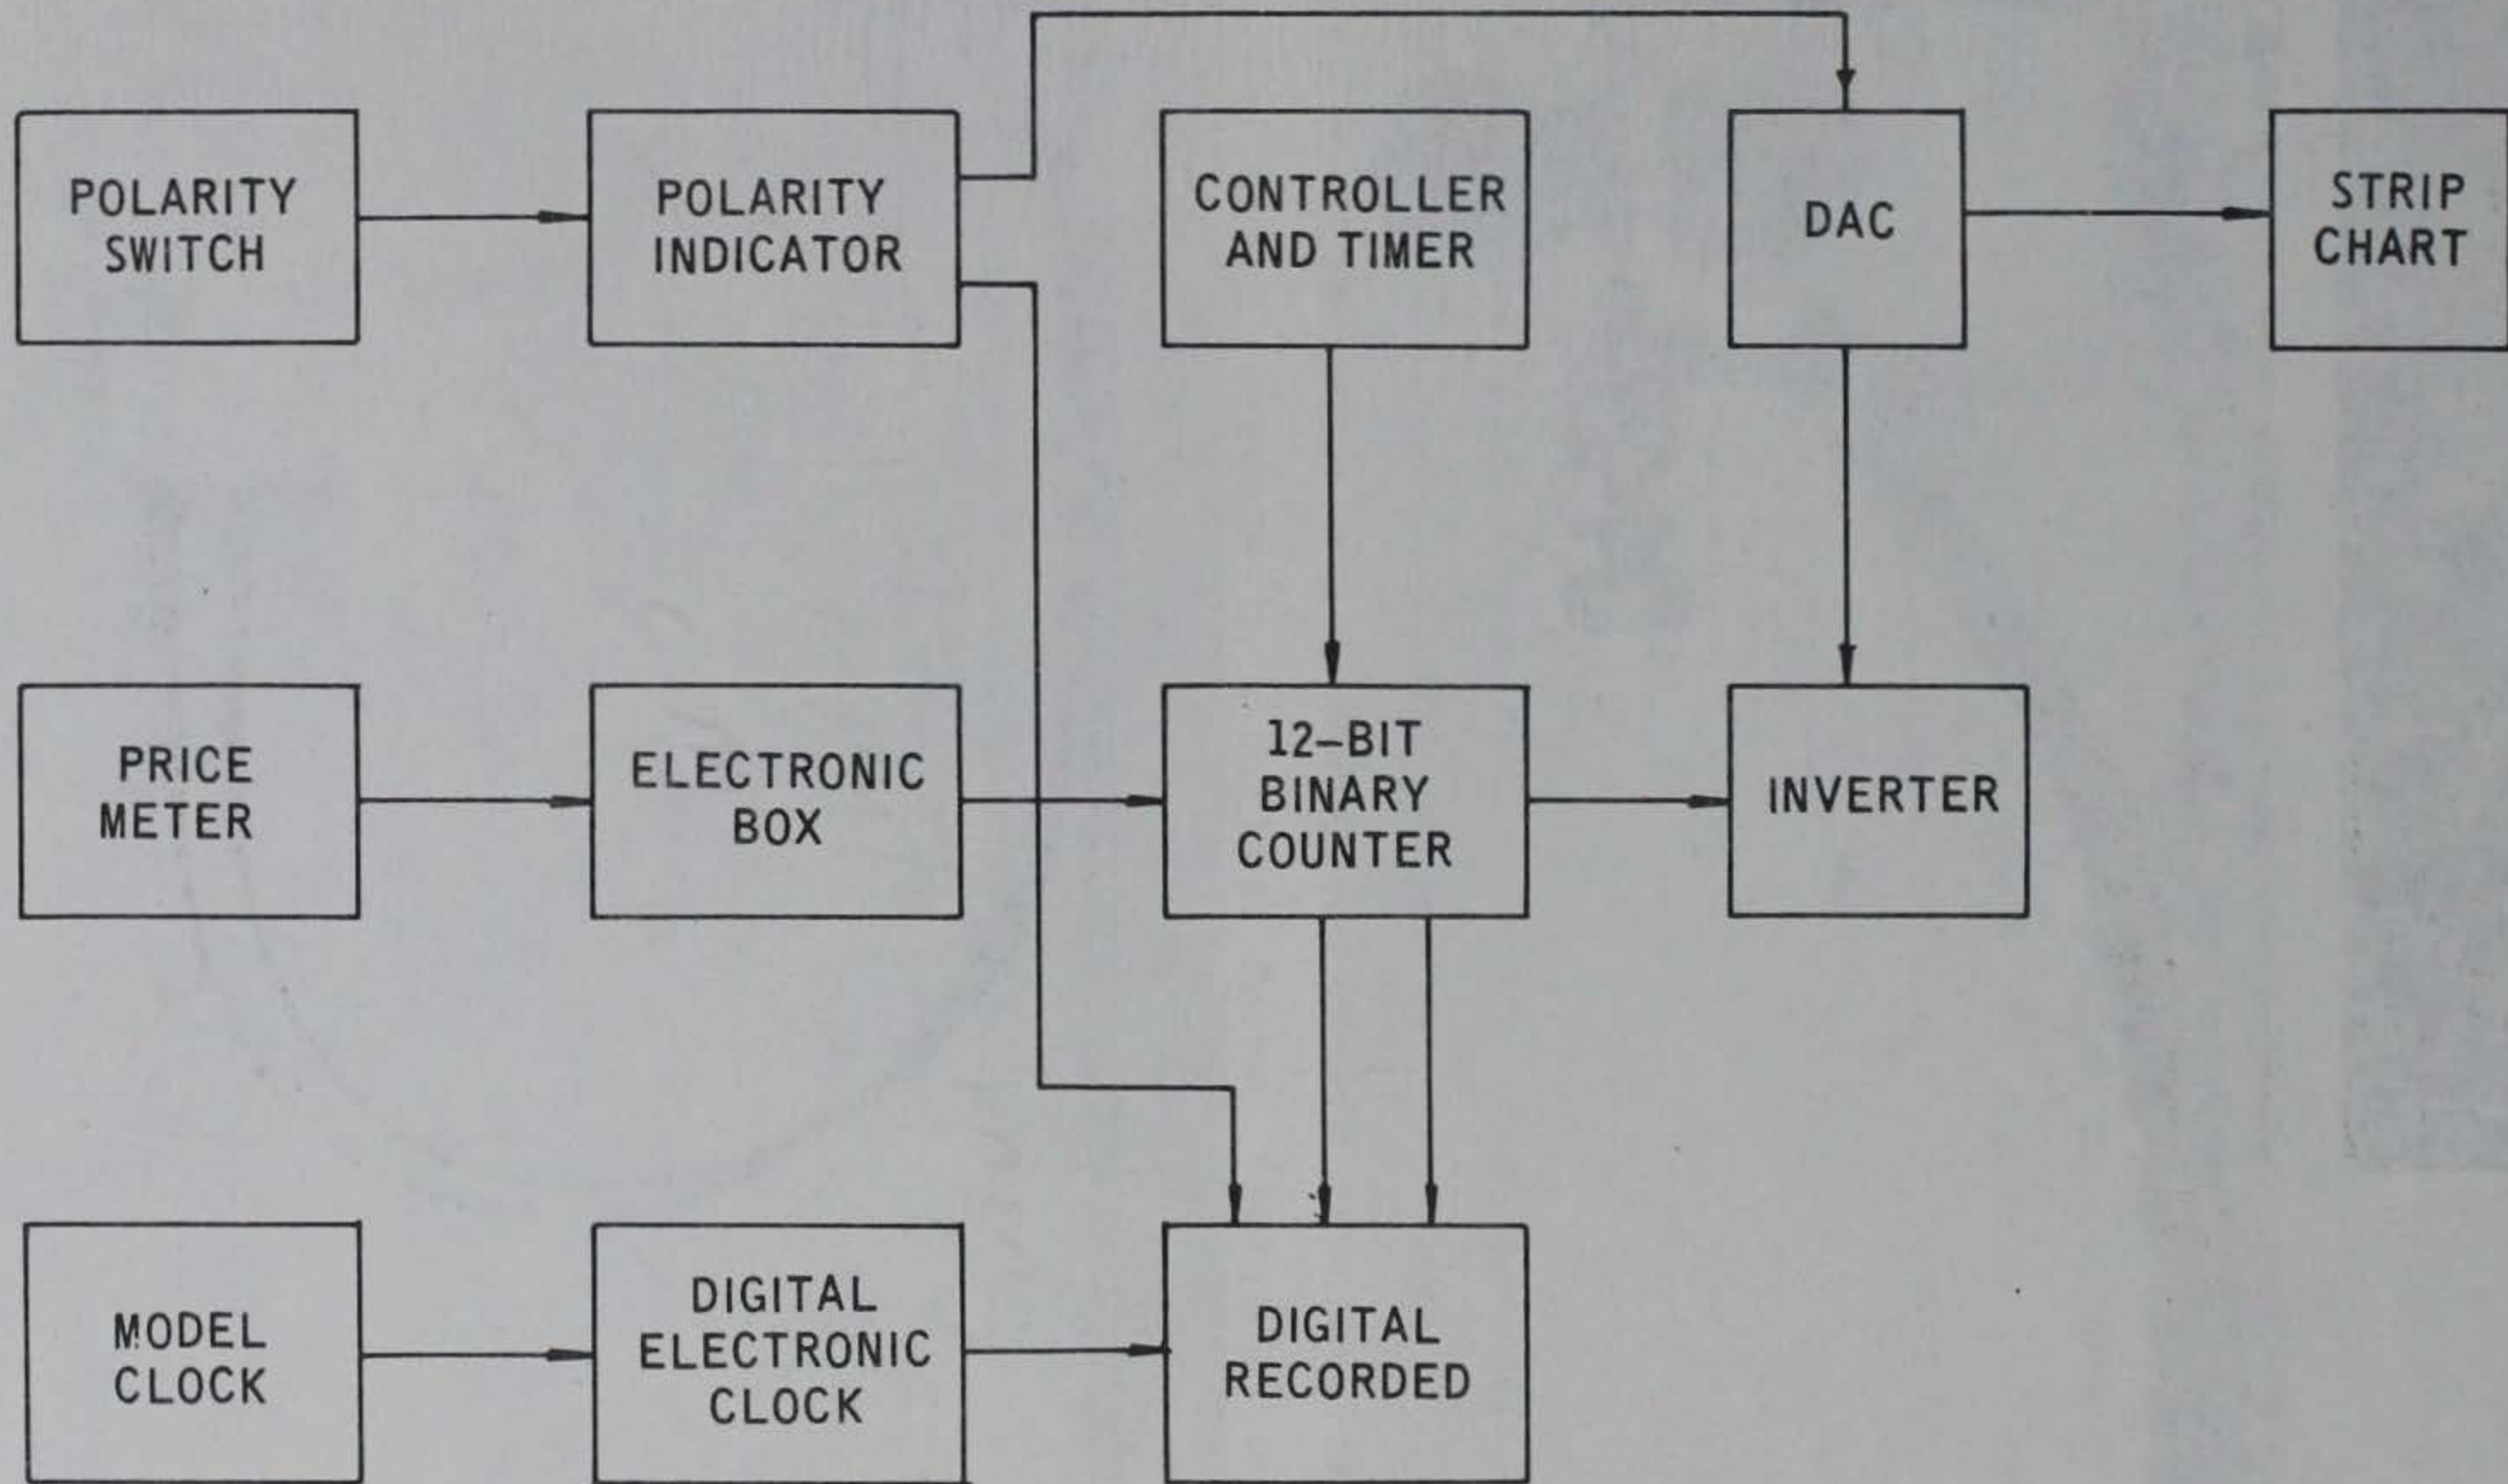 POLARITY
SWITCH
POLARITY
INDICATOR
CONTROLLER
AND TIMER
DAC
STRIP
CHART
PRICE
METER
ELECTRONIC
BOX
12-BIT
BINARY
COUNTER
INVERTER
MODEL
CLOCK
DIGITAL
ELECTRONIC
CLOCK
DIGITAL
RECORDED